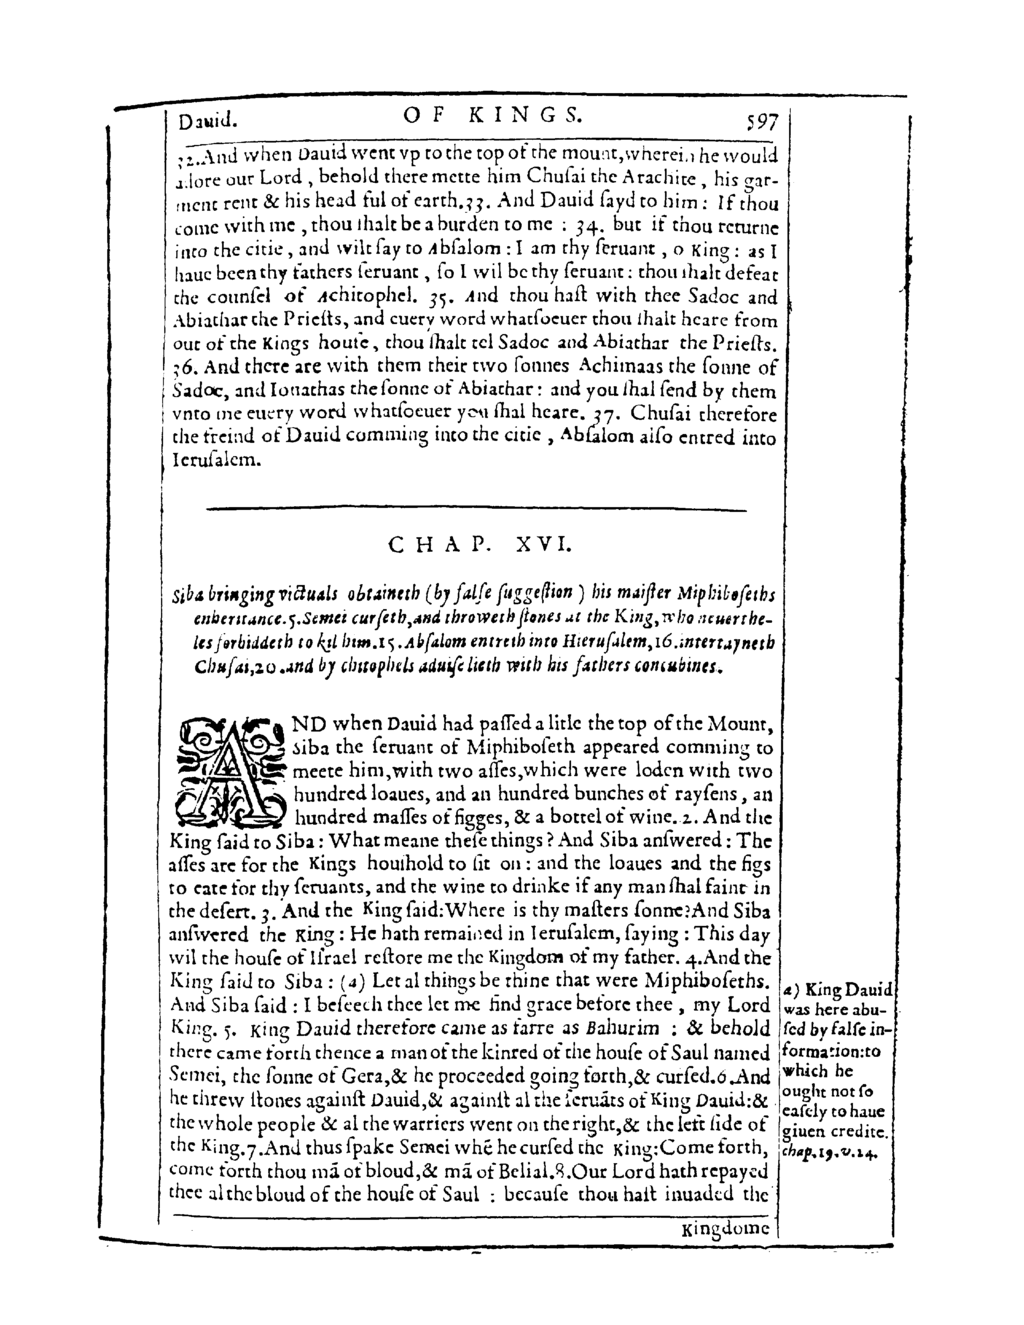 Dauid. OF KINGS. 597
32. And when Dauid went vp to the top of the mount, wherein he would
adore our Lord, behold there mette him Chuſai the Arachite, his gar-
ment rent & his head ful of earth. 33. And Dauid ſayd to him: If thou
come with me, thou ſhalt be a burden to me: 34. but if thou returne
into the citie, and wilt ſay to Abſalom: I am thy ſeruant, o King: as I
haue been thy fathers ſeruant, ſo I wil be thy ſeruant: thou ſhalt defeat
the counſel of Achitophel. 35. And thou haſt with thee Sadoc and
Abiathar the Prieſts, and euery word whatſoeuer thou ſhalt heare from
out of the Kings houſe, thou ſhalt tel Sadoc and Abiathar the Prieſts.
36. And there are with them their two ſonnes Achimaas the ſonne of
Sadoc, and Ionathas the ſonne of Abiathar: and you ſhal ſend by them
vnto me euery word whatſoeuer you ſhal heare. 37. Chuſai therefore
the freind of Dauid comming into the citie, Abſalom alſo entred into
Ieruſalem.
CHAP. XVI.
Siba bringing victuals obtaineth (by falſe ſuggeſtion) his maiſter Miphiboſeths
enheritance. 5. Semei curſeth, and throweth ſtones at the King, who neuerthe-
les forbiddeth to kil him. 15. Abſalom entreth into Hieruſalem, 16. intertayneth
Chuſai, 20. and by chitophels aduiſe lieth with his fathers concubines.
AND when Dauid had paſſed a litle the top of the Mount,
Siba the ſeruant of Miphiboſeth appeared comming to
meete him, with two aſſes, which were loden with two
hundred loaues, and an hundred bunches of rayſens, an
hundred maſſes of figges, & a bottel of wine. 2. And the
King ſaid to Siba: What meane theſe things? And Siba anſwered: The
aſſes are for the Kings houſhold to ſit on: and the loaues and the figs
to eate for thy ſeruants, and the wine to drinke if any man ſhal faint in
the deſert. 3. And the King ſaid: Where is thy maſters ſonne? And Siba
anſwered the King: He hath remained in Ieruſalem, ſaying: This day
wil the houſe of Iſrael reſtore me the Kingdom of my father. 4. And the
King ſaid to Siba: (a) Let al things be thine that were Miphiboſeths.
And Siba ſaid: I beſeech thee let me find grace before thee, my Lord
King. 5. King Dauid therefore came as farre as Bahurim: & behold
there came forth thence a man of the kinred of the houſe of Saul named
Semei, the ſonne of Gera, & he proceeded going forth, & curſed. 6. And
he threw ſtones againſt Dauid, & againſt al the ſeruāts of King Dauid: &
the whole people & al the warriers went on the right, & the left ſide of
the King. 7. And thus ſpake Semei whē he curſed the King: Come forth,
come forth thou mā of bloud, & mā of Belial. 8. Our Lord hath repayed
thee al the bloud of the houſe of Saul: becauſe thou haſt inuaded the
Kingdome
a) King Dauid
was here abu-
ſed by falſe in-
formation: to
which he
ought not ſo
eaſely to haue
giuen credite.
chap. 19. v. 24.